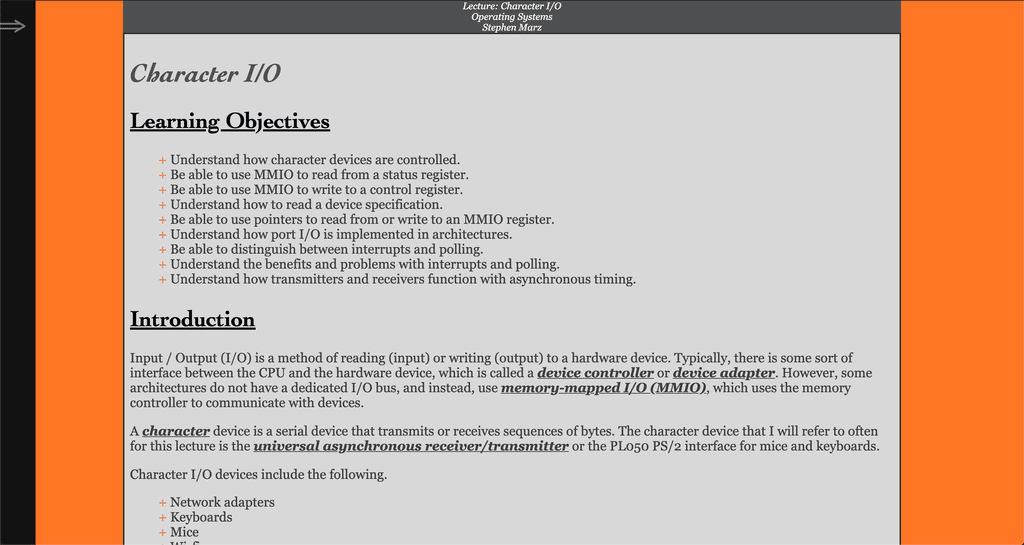 Lecture: Character I/O
Operating Systems
Stephen Marz
Character I/O
Learning Objectives
+ Understand how character devices are controlled.
+ Be able to use MMIO to read from a status register.
+ Be able to use MMIO to write to a control register.
+ Understand how to read a device specification.
+ Be able to use pointers to read from or write to an MMIO register.
+ Understand how port I/O is implemented in architectures.
+ Be able to distinguish between interrupts and polling.
+ Understand the benefits and problems with interrupts and polling.
+ Understand how transmitters and receivers function with asynchronous timing.
Introduction
Input / Output (I/O) is a method of reading (input) or writing (output) to a hardware device. Typically, there is some sort of
interface between the CPU and the hardware device, which is called a device controller or device adapter. However, some
architectures do not have a dedicated I/O bus, and instead, use memory-mapped I/O (MMIO), which uses the memory
controller to communicate with devices.
A character device is a serial device that transmits or receives sequences of bytes. The character device that I will refer to often
for this lecture is the universal asynchronous receiver/transmitter or the PL050 PS/2 interface for mice and keyboards.
Character I/O devices include the following.
+ Network adapters
+ Keyboards
+ Mice